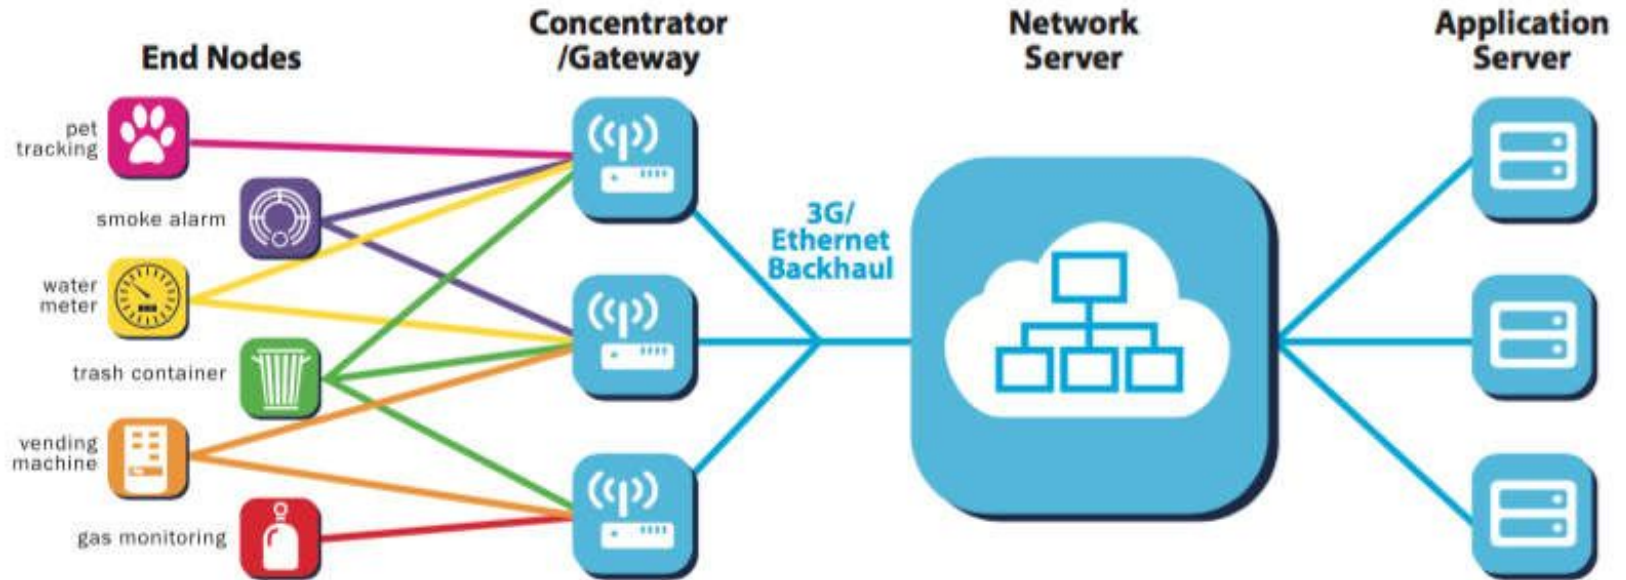 End Nodes
Concentrator
/Gateway
Network
Server
Application
Server
pet
tracking
smoke alarm
water
meter
trash container
vending
machine
gas monitoring
3G/
Ethernet
Backhaul